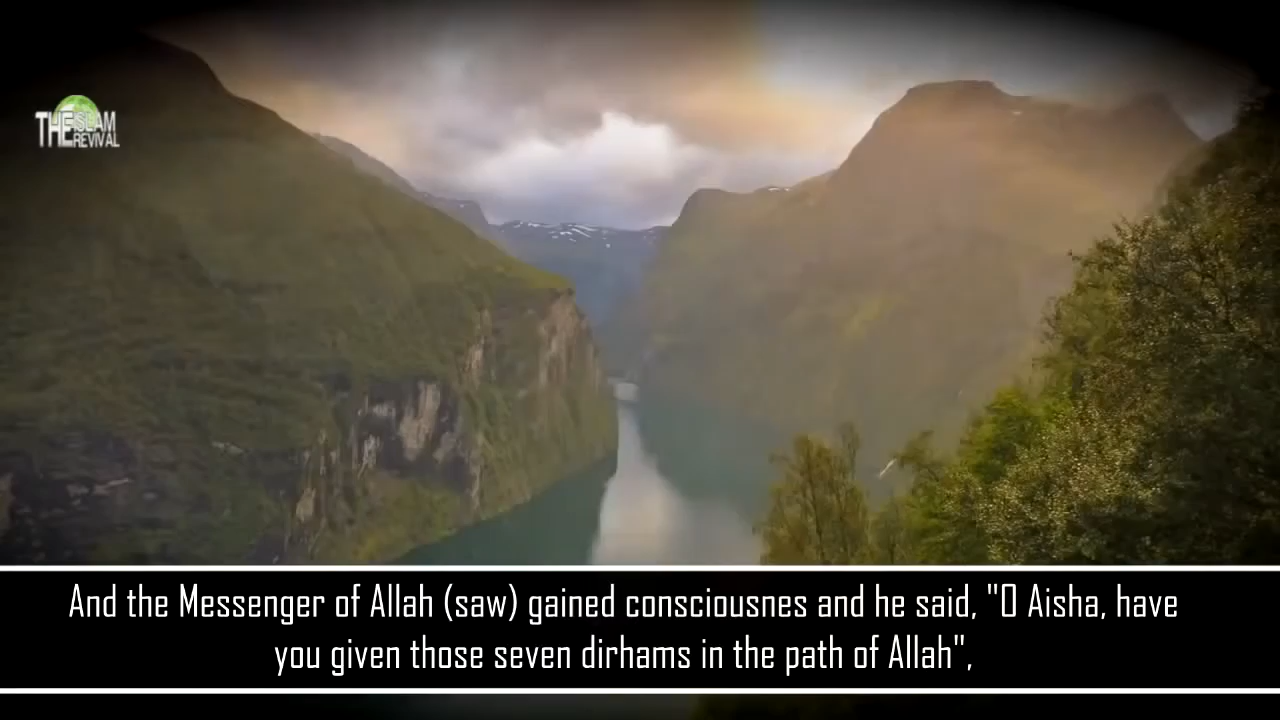 THE ISLAM
REVIVAL
And the Messenger of Allah (saw) gained consciousnes and he said, "O Aisha, have
you given those seven dirhams in the path of Allah",